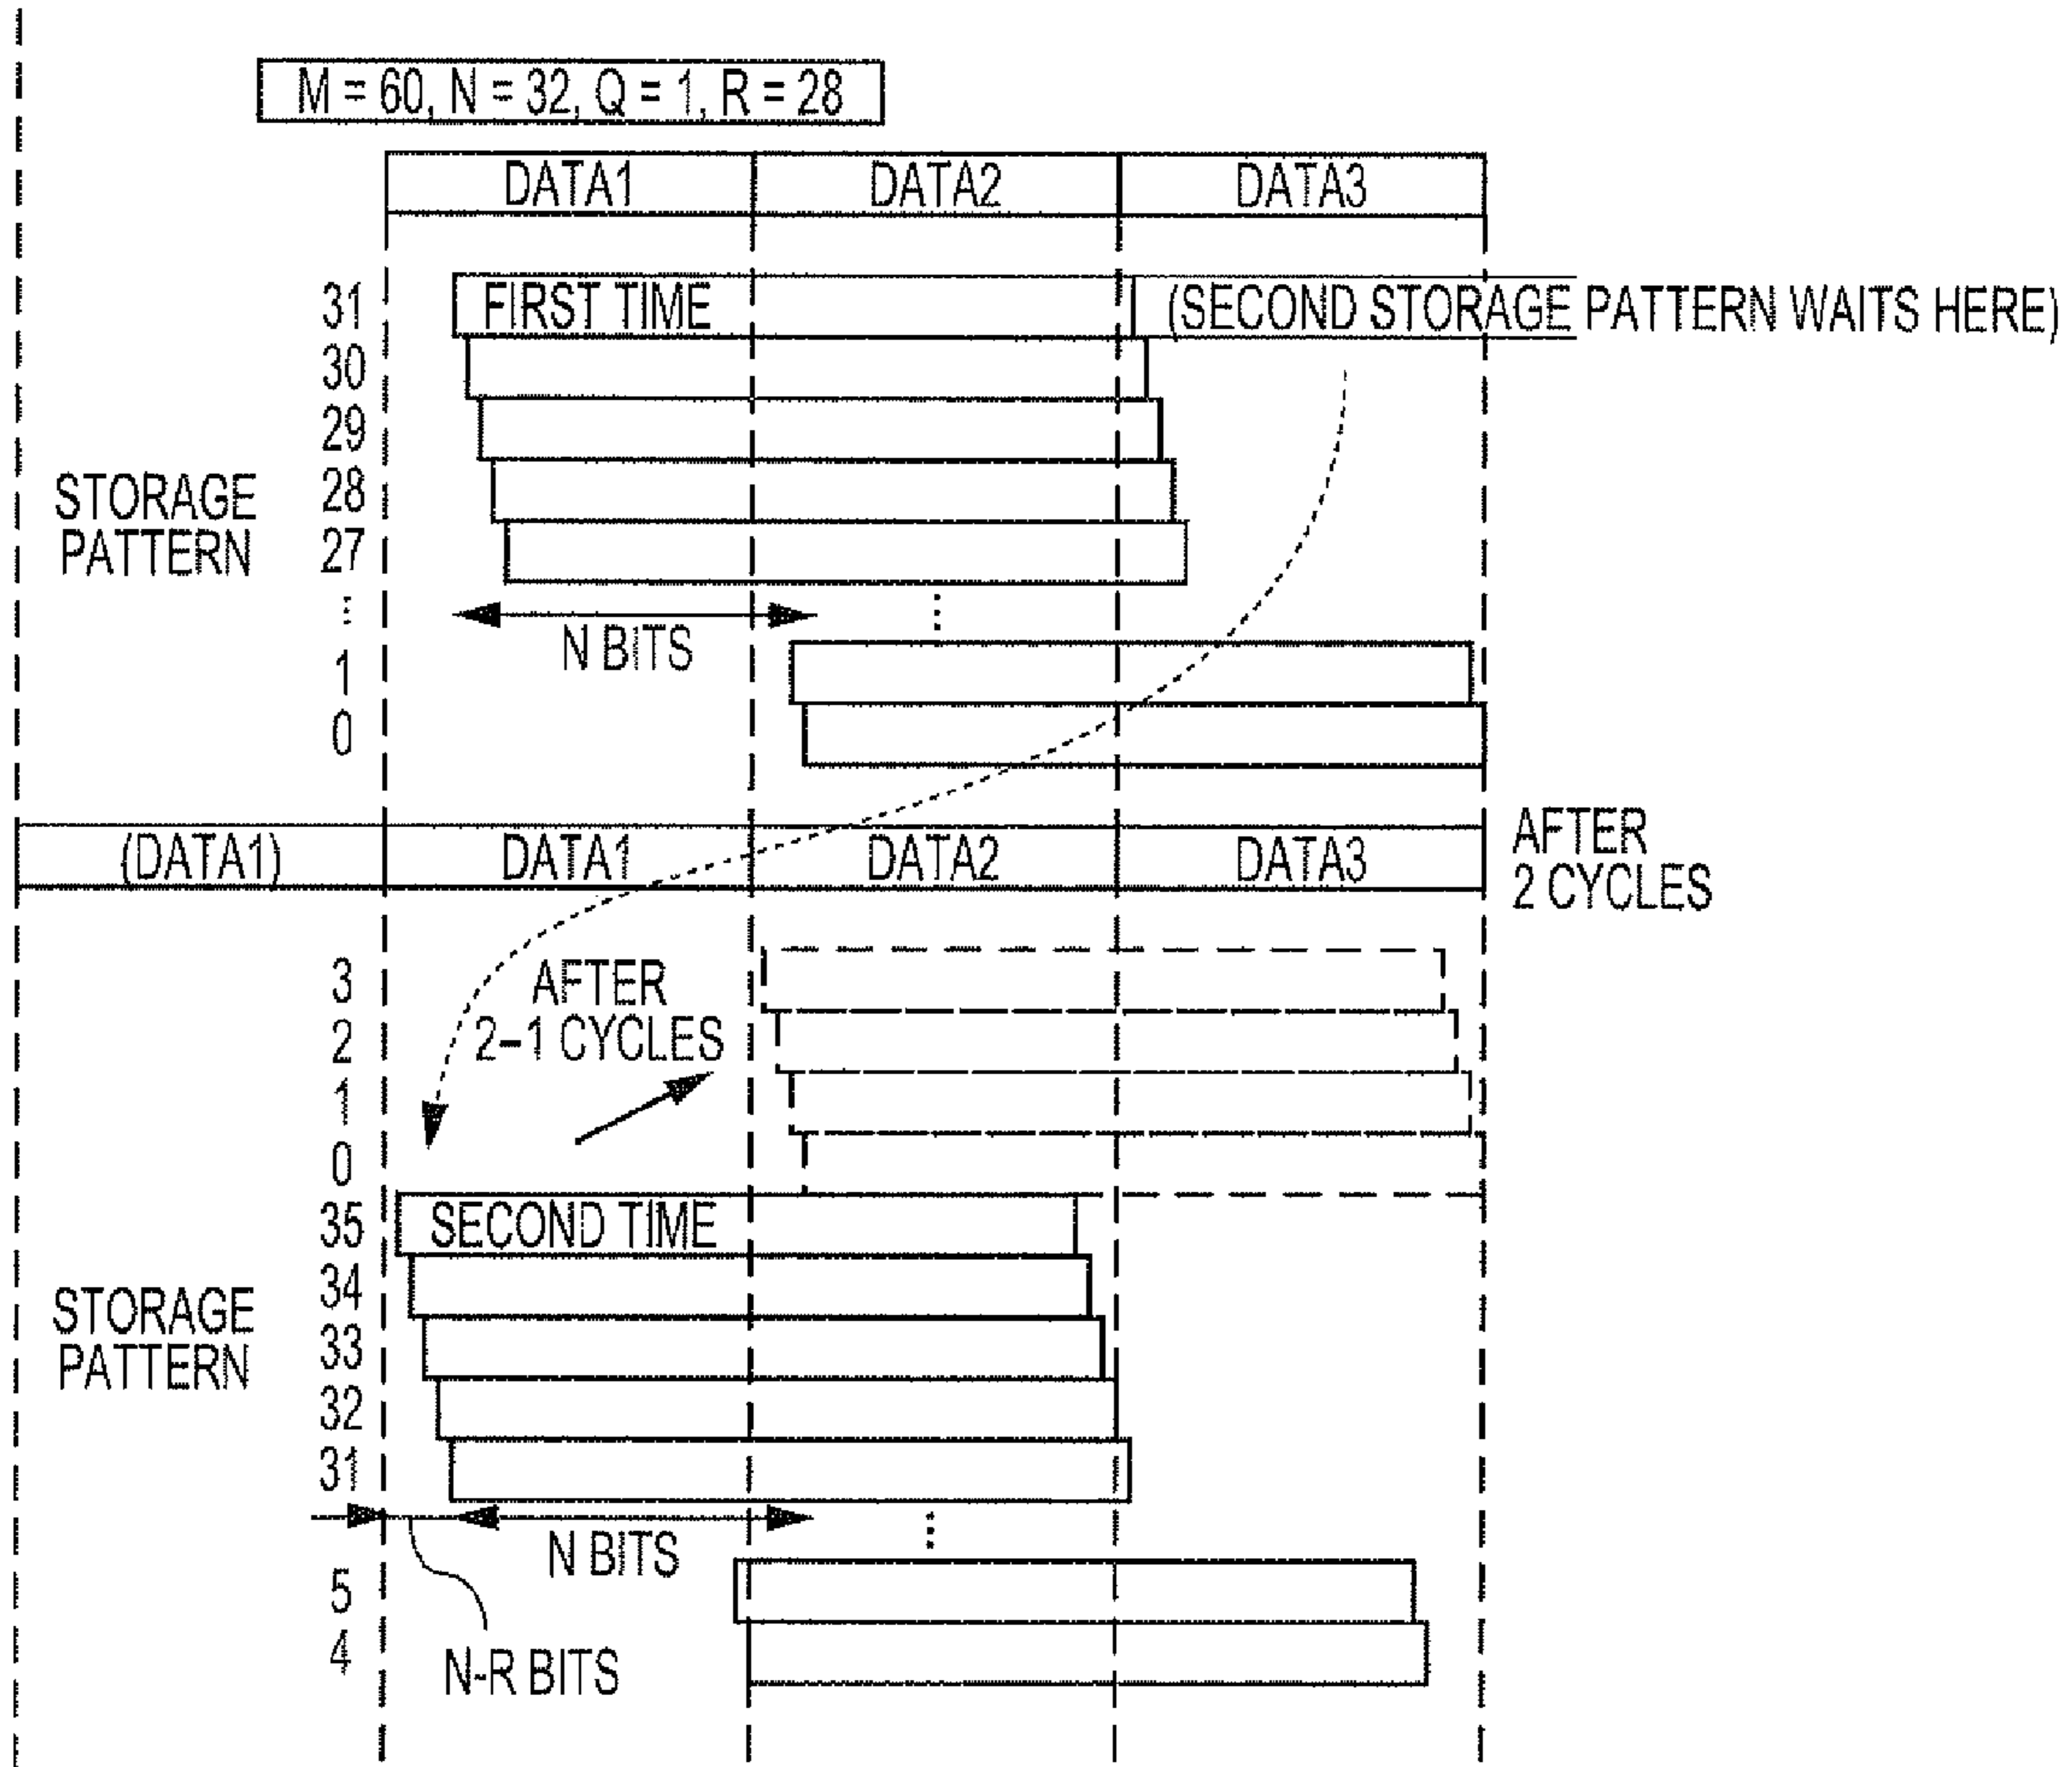 M = 60, N = 32, Q = 1, R = 28
DATA1 DATA2 DATA3
31 FIRST TIME (SECOND STORAGE PATTERN WAITS HERE)
30
29
STORAGE
PATTERN
28
27
⋮
N BITS ⋮
1
0
(DATA1) DATA1 DATA2 DATA3
AFTER
2 CYCLES
3
2
1
0
AFTER
2–1 CYCLES
35 SECOND TIME
34
STORAGE
PATTERN
33
32
31
N BITS ⋮
5
4
N-R BITS